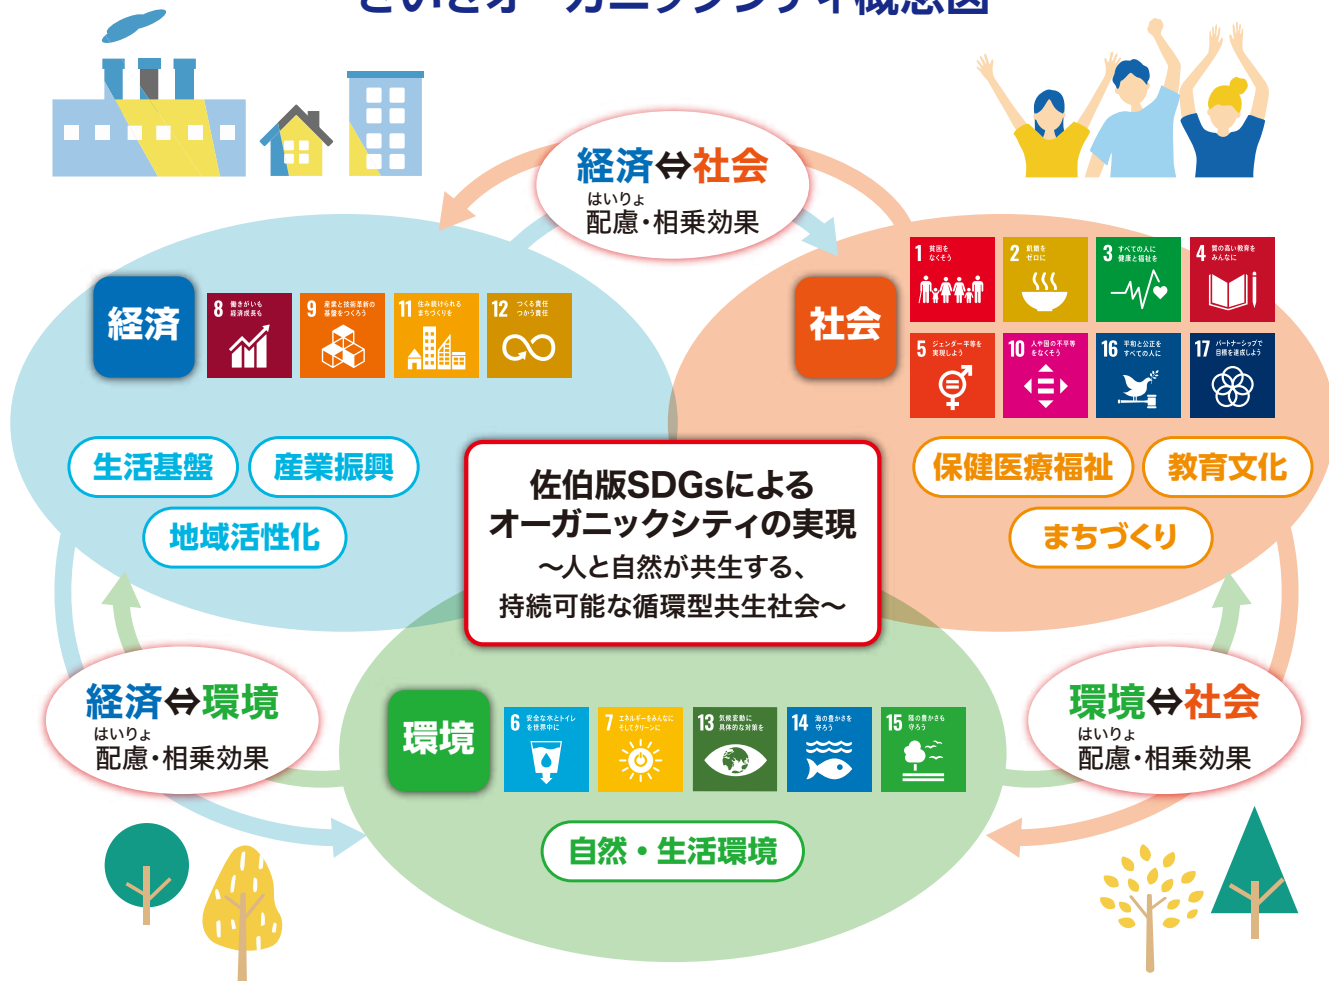 さいきオーガニックシティ概念図
経済⇔社会
はいりょ
配慮・相乗効果
経済
8 働きがいも
経済成長も
9 産業と技術革新の
基盤をつくろう
11 住み続けられる
まちづくりを
12 つくる責任
つかう責任
生活基盤
産業振興
地域活性化
社会
1 貧困を
なくそう
2 飢餓を
ゼロに
3 すべての人に
健康と福祉を
4 質の高い教育を
みんなに
5 ジェンダー平等を
実現しよう
10 人や国の不平等
をなくそう
16 平和と公正を
すべての人に
17 パートナーシップで
目標を達成しよう
保健医療福祉
教育文化
まちづくり
佐伯版SDGsによる
オーガニックシティの実現
～人と自然が共生する、
持続可能な循環型共生社会～
経済⇔環境
はいりょ
配慮・相乗効果
環境⇔社会
はいりょ
配慮・相乗効果
環境
6 安全な水とトイレ
を世界中に
7 エネルギーをみんなに
そしてクリーンに
13 気候変動に
具体的な対策を
14 海の豊かさを
守ろう
15 陸の豊かさも
守ろう
自然・生活環境